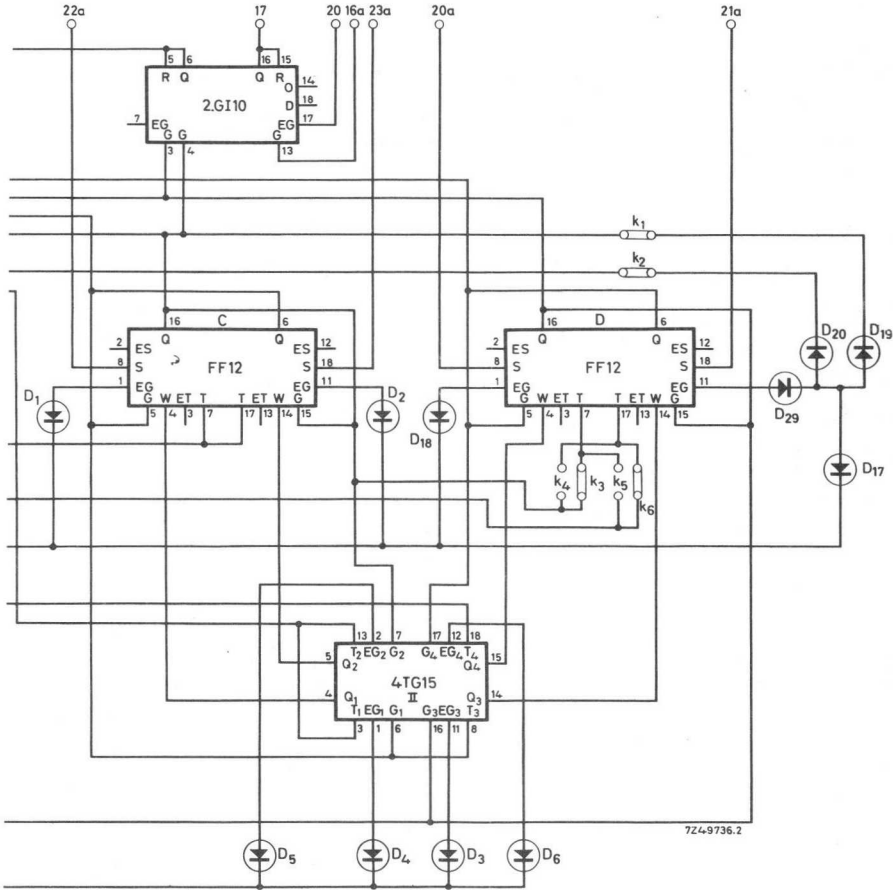 22a 17 20 16a 23a 20a 21a
5 6 16 15
R Q Q R
O 14
2.GI10
D 18
7 EG EG 17
G G G
3 4 13
k1
k2
16 C 6 16 D 6
Q Q Q Q
2 ES ES 12 2 ES ES 12
8 S FF12 S 18 8 S FF12 S 18
1 EG EG 11 1 EG EG 11
G W ET T T ET W G G W ET T T ET W G
5 4 3 7 17 13 14 15 5 4 3 7 17 13 14 15
D20 D19
D1 D2 D18 D29
D17
k4 k3 k5 k6
13 2 7 17 12 18
T2 EG2 G2 G4 EG4 T4
5 Q2 Q4 15
4TG15
4 Q1 II Q3 14
T1 EG1 G1 G3 EG3 T3
3 1 6 16 11 8
7Z49736.2
D5 D4 D3 D6